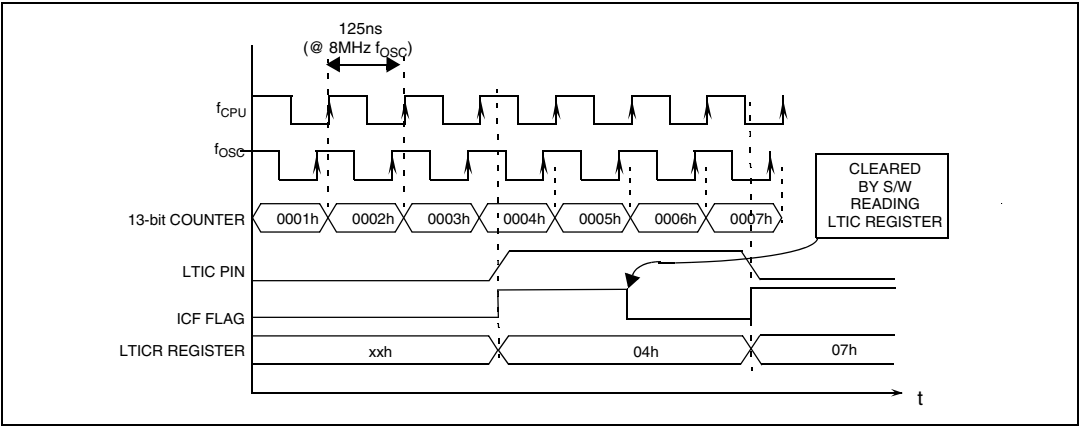 125ns
(@ 8MHz fOSC)
fCPU
fOSC
CLEARED
BY S/W
READING
LTIC REGISTER
13-bit COUNTER 0001h 0002h 0003h 0004h 0005h 0006h 0007h
LTIC PIN
ICF FLAG
LTICR REGISTER xxh 04h 07h
t